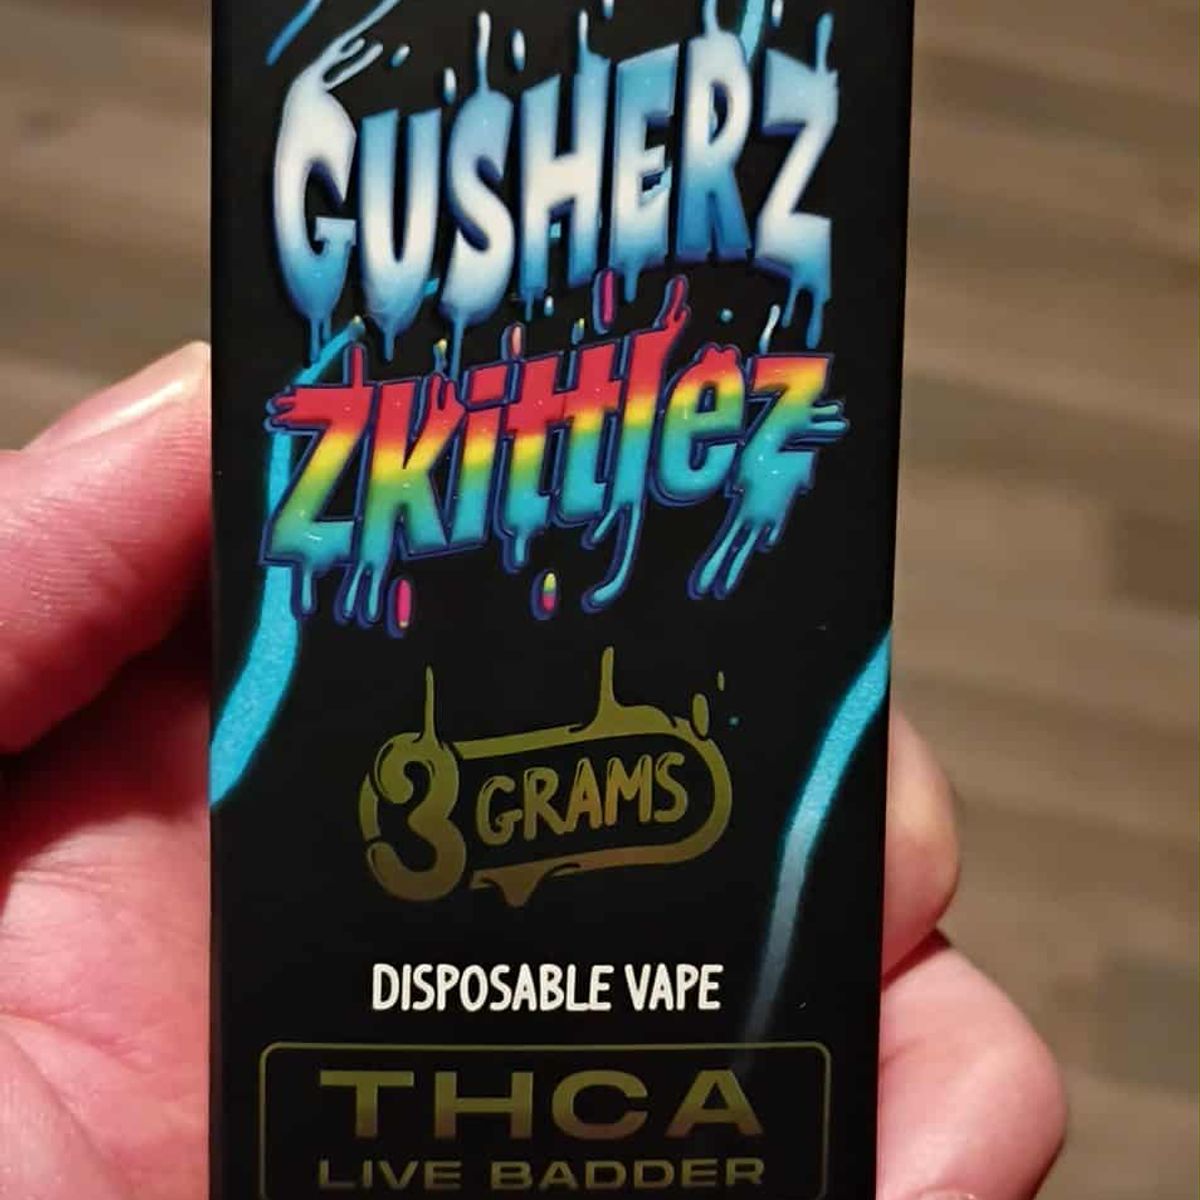 GUSHERZ
Zkittlez
3 GRAMS
DISPOSABLE VAPE
THCA
LIVE BADDER